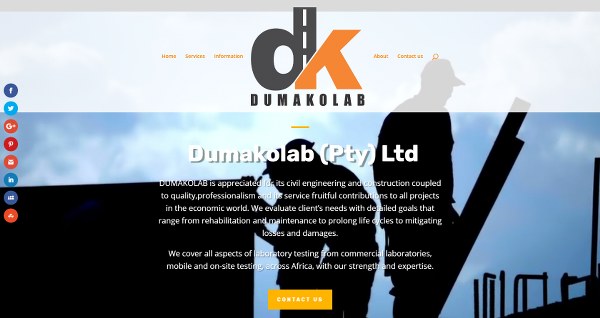 Home Services Information
dk
DUMAKOLAB
About Contact us
Dumakolab (Pty) Ltd
DUMAKOLAB is appreciated for its civil engineering and construction coupled
to quality,professionalism and its service fruitful contributions to all projects
in the economic world. We evaluate client's needs with detailed goals that
range from rehabilitation and maintenance to prolong life cycles to mitigating
losses and damages.
We cover all aspects of laboratory testing from commercial laboratories,
mobile and on-site testing, across Africa, with our strength and expertise.
CONTACT US